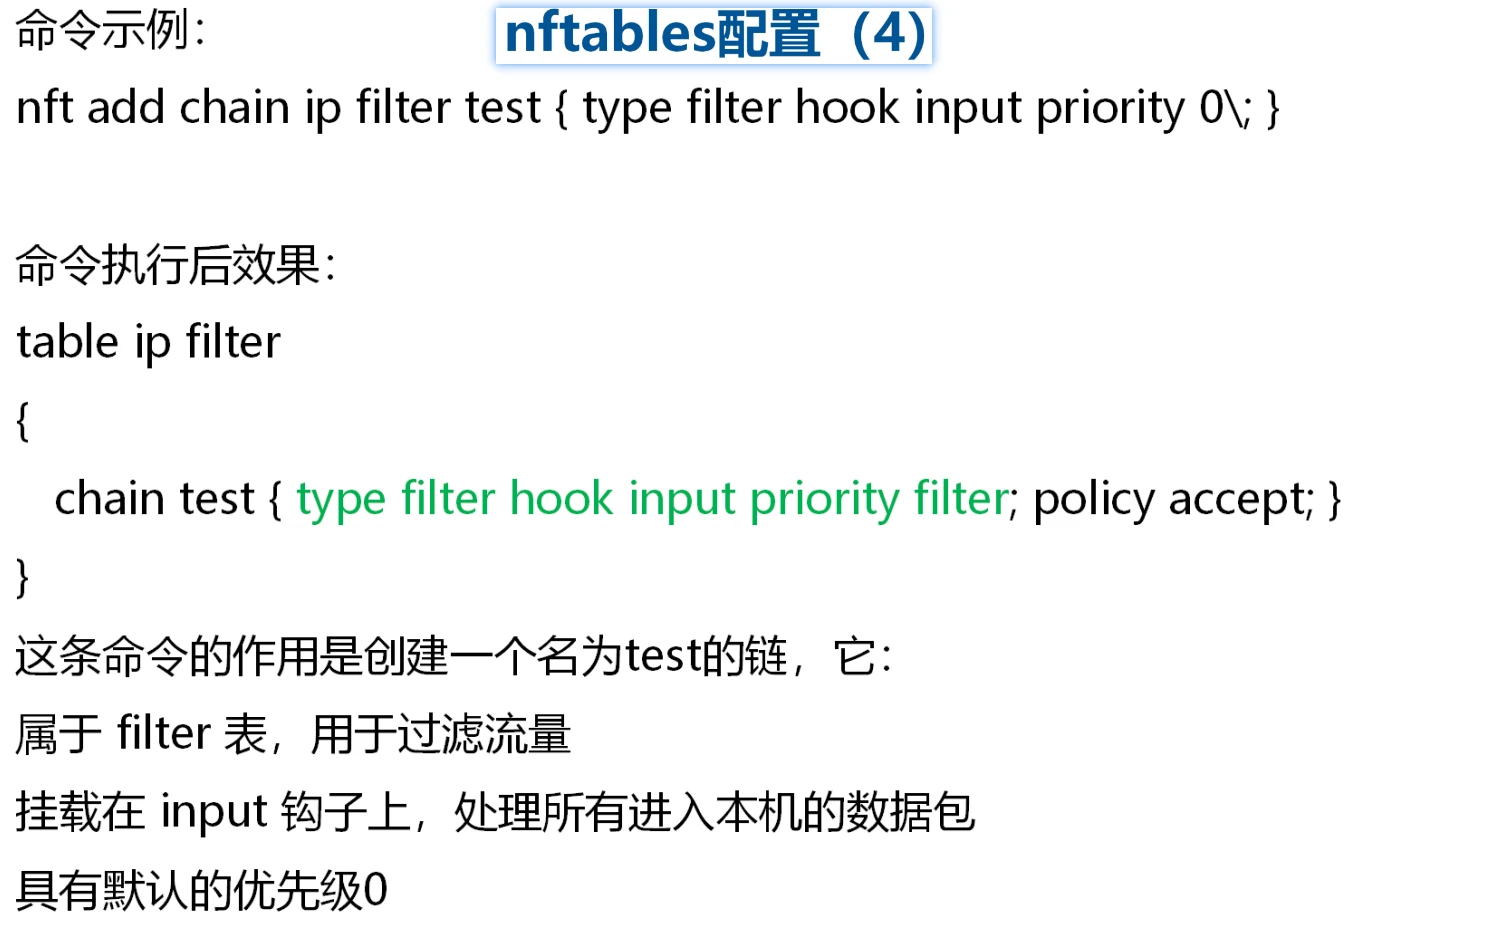 nftables配置（4）
命令示例：
nft add chain ip filter test { type filter hook input priority 0\; }
命令执行后效果：
table ip filter
{
chain test { type filter hook input priority filter; policy accept; }
}
这条命令的作用是创建一个名为test的链，它：
属于 filter 表，用于过滤流量
挂载在 input 钩子上，处理所有进入本机的数据包
具有默认的优先级0